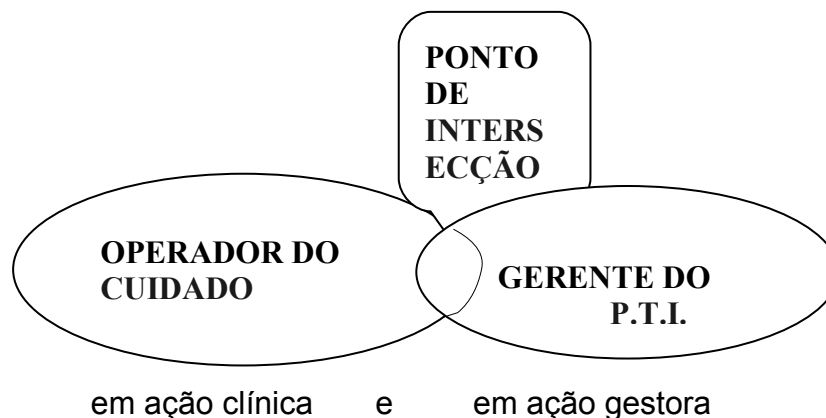 PONTO
DE
INTERS
ECÇÃO
OPERADOR DO
CUIDADO
GERENTE DO
P.T.I.
em ação clínica e em ação gestora